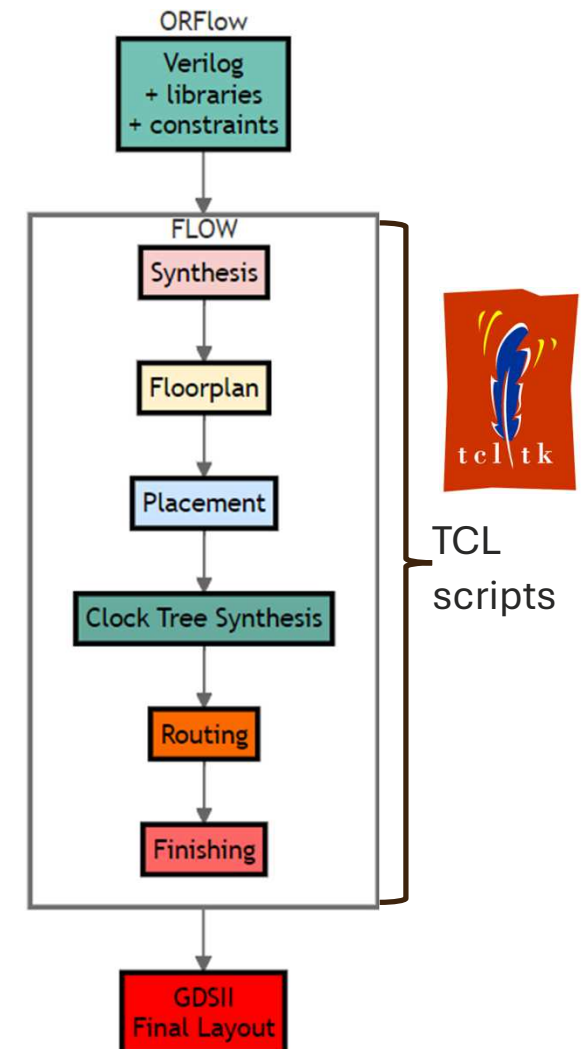 ORFlow
Verilog
+ libraries
+ constraints
FLOW
Synthesis
Floorplan
Placement
Clock Tree Synthesis
Routing
Finishing
GDSII
Final Layout
tcl tk
TCL
scripts